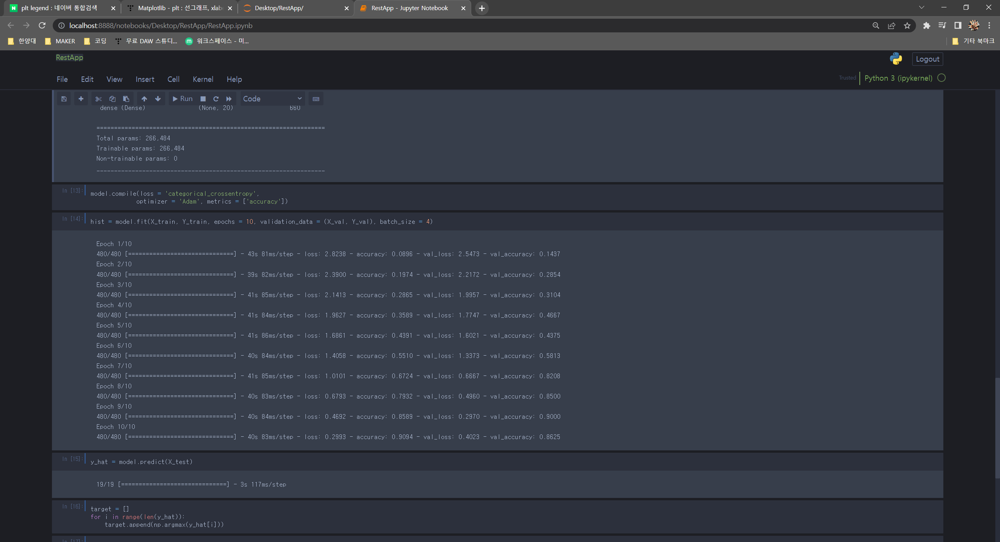 plt legend : 네이버 통합검색
Matplotlib - plt : 선그래프, xlabe
Desktop/RestApp/
RestApp - Jupyter Notebook
localhost:8888/notebooks/Desktop/RestApp/RestApp.ipynb
한양대
MAKER
코딩
무료 DAW 스튜디...
워크스페이스 - 미...
기타 북마크
RestApp
Logout
File Edit View Insert Cell Kernel Help
Trusted
Python 3 (ipykernel)
Run
Code
dense (Dense) (None, 20) 660
=================================================================
Total params: 266,484
Trainable params: 266,484
Non-trainable params: 0
_________________________________________________________________
In [13]:
model.compile(loss = 'categorical_crossentropy',
optimizer = 'Adam', metrics = ['accuracy'])
In [14]:
hist = model.fit(X_train, Y_train, epochs = 10, validation_data = (X_val, Y_val), batch_size = 4)
Epoch 1/10
480/480 [==============================] - 43s 81ms/step - loss: 2.8238 - accuracy: 0.0896 - val_loss: 2.5473 - val_accuracy: 0.1437
Epoch 2/10
480/480 [==============================] - 39s 82ms/step - loss: 2.3900 - accuracy: 0.1974 - val_loss: 2.2172 - val_accuracy: 0.2854
Epoch 3/10
480/480 [==============================] - 41s 85ms/step - loss: 2.1413 - accuracy: 0.2865 - val_loss: 1.9957 - val_accuracy: 0.3104
Epoch 4/10
480/480 [==============================] - 41s 84ms/step - loss: 1.9627 - accuracy: 0.3589 - val_loss: 1.7747 - val_accuracy: 0.4667
Epoch 5/10
480/480 [==============================] - 41s 86ms/step - loss: 1.6861 - accuracy: 0.4391 - val_loss: 1.6021 - val_accuracy: 0.4375
Epoch 6/10
480/480 [==============================] - 40s 84ms/step - loss: 1.4058 - accuracy: 0.5510 - val_loss: 1.3373 - val_accuracy: 0.5813
Epoch 7/10
480/480 [==============================] - 41s 85ms/step - loss: 1.0101 - accuracy: 0.6724 - val_loss: 0.6667 - val_accuracy: 0.8208
Epoch 8/10
480/480 [==============================] - 40s 83ms/step - loss: 0.6793 - accuracy: 0.7932 - val_loss: 0.4960 - val_accuracy: 0.8500
Epoch 9/10
480/480 [==============================] - 40s 84ms/step - loss: 0.4692 - accuracy: 0.8589 - val_loss: 0.2970 - val_accuracy: 0.9000
Epoch 10/10
480/480 [==============================] - 40s 83ms/step - loss: 0.2993 - accuracy: 0.9094 - val_loss: 0.4023 - val_accuracy: 0.8625
In [15]:
y_hat = model.predict(X_test)
19/19 [==============================] - 3s 117ms/step
In [16]:
target = []
for i in range(len(y_hat)):
target.append(np.argmax(y_hat[i]))
In [17]: